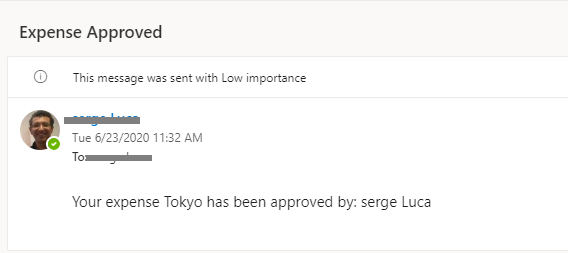 Expense Approved
This message was sent with Low importance
Tue 6/23/2020 11:32 AM
To:
Your expense Tokyo has been approved by: serge Luca